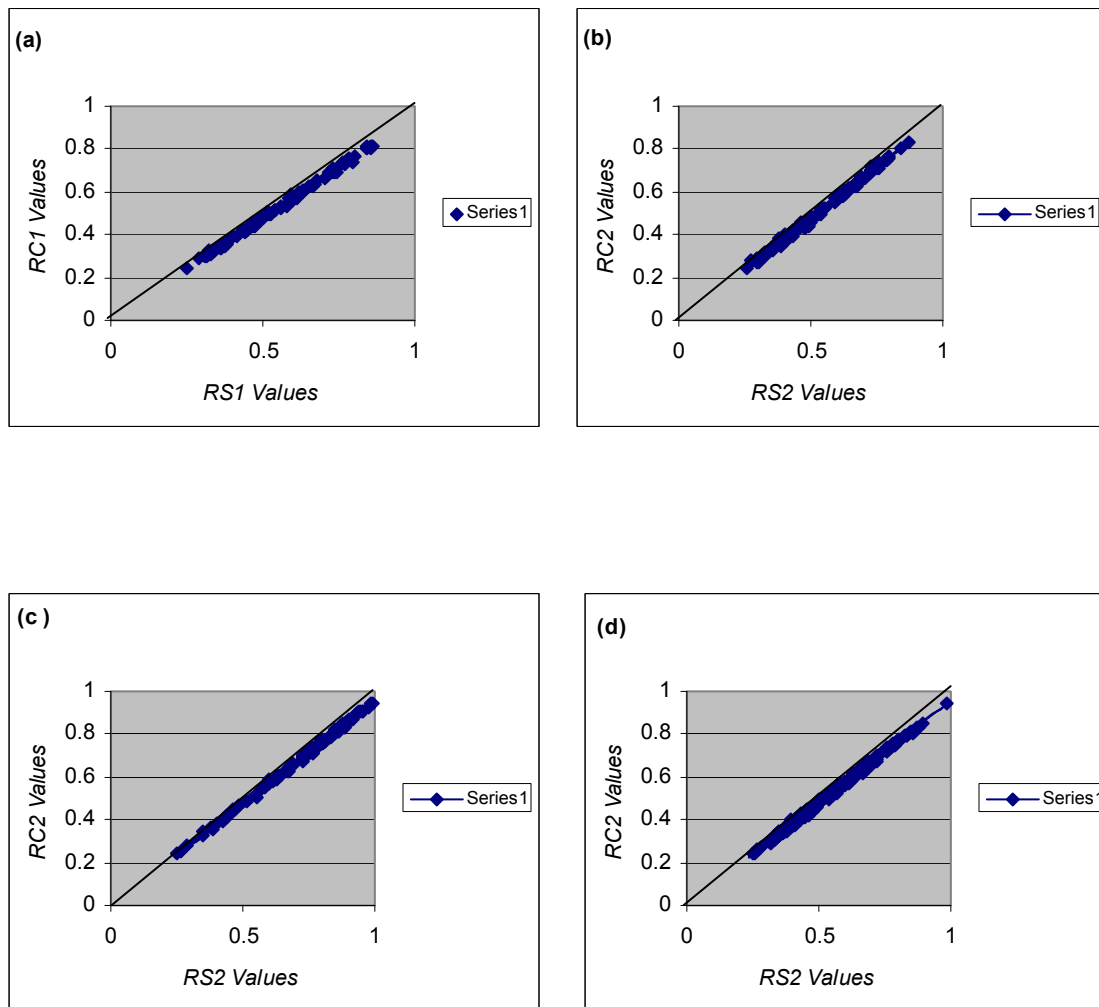 (a)
1
0.8
0.6
0.4
0.2
0
RC1 Values
0 0.5 1
RS1 Values
Series1
(b)
1
0.8
0.6
0.4
0.2
0
RC2 Values
0 0.5 1
RS2 Values
Series1
(c )
1
0.8
0.6
0.4
0.2
0
RC2 Values
0 0.5 1
RS2 Values
Series1
(d)
1
0.8
0.6
0.4
0.2
0
RC2 Values
0 0.5 1
RS2 Values
Series1